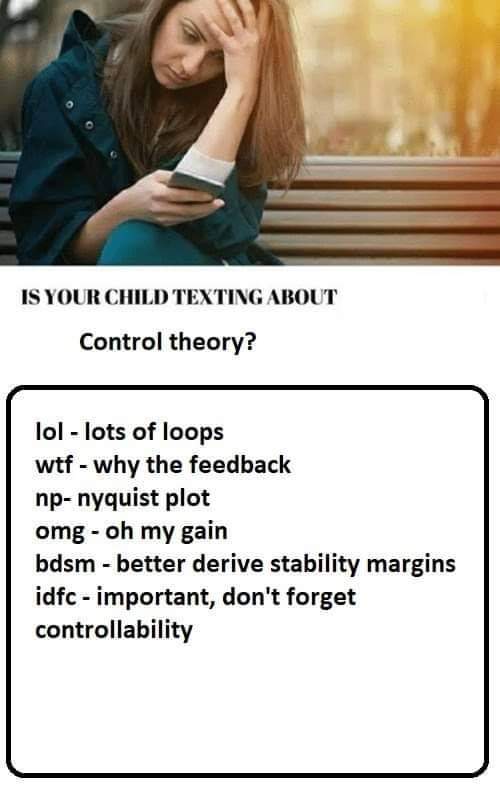 IS YOUR CHILD TEXTING ABOUT
Control theory?
lol - lots of loops
wtf - why the feedback
np- nyquist plot
omg - oh my gain
bdsm - better derive stability margins
idfc - important, don't forget
controllability